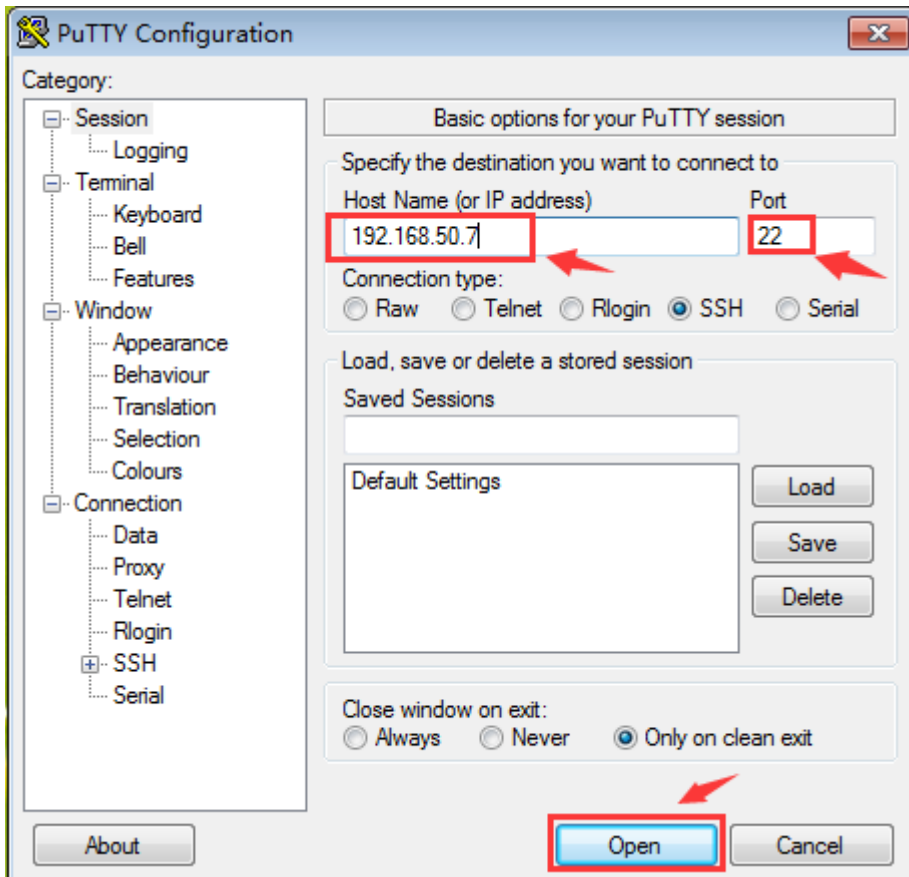 PuTTY Configuration
Category:
Session
Logging
Terminal
Keyboard
Bell
Features
Window
Appearance
Behaviour
Translation
Selection
Colours
Connection
Data
Proxy
Telnet
Rlogin
SSH
Serial
Basic options for your PuTTY session
Specify the destination you want to connect to
Host Name (or IP address) Port
192.168.50.7 22
Connection type:
Raw Telnet Rlogin SSH Serial
Load, save or delete a stored session
Saved Sessions
Default Settings
Load
Save
Delete
Close window on exit:
Always Never Only on clean exit
About Open Cancel